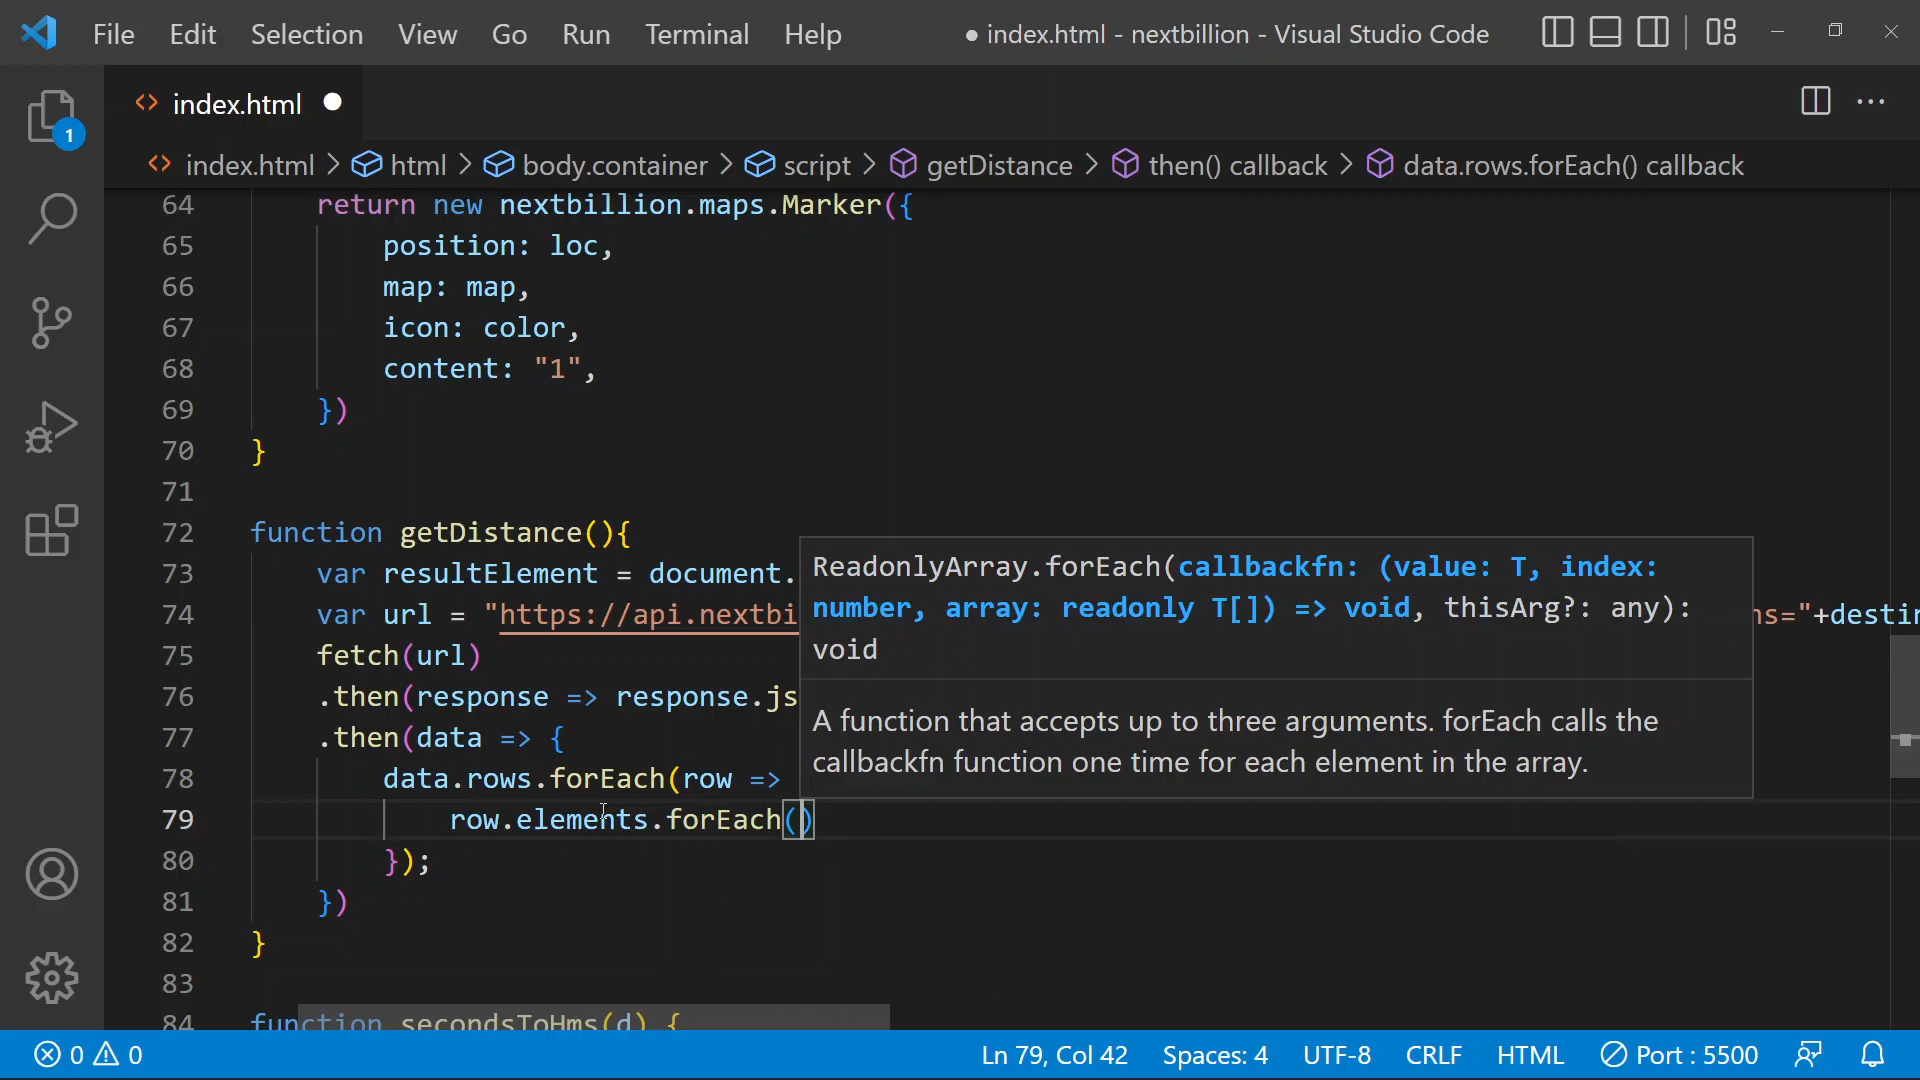 File Edit Selection View Go Run Terminal Help ● index.html - nextbillion - Visual Studio Code
1
<> index.html ●
<> index.html > html > body.container > script > getDistance > then() callback > data.rows.forEach() callback
64 return new nextbillion.maps.Marker({
65 position: loc,
66 map: map,
67 icon: color,
68 content: "1",
69 })
70 }
71
72 function getDistance(){
73 var resultElement = document.
74 var url = "https://api.nextbi ns="+destin
75 fetch(url)
76 .then(response => response.js
77 .then(data => {
78 data.rows.forEach(row =>
79 row.elements.forEach()
80 });
81 })
82 }
83
84 function secondsToHms(d) {
ReadonlyArray.forEach(callbackfn: (value: T, index:
number, array: readonly T[]) => void, thisArg?: any):
void
A function that accepts up to three arguments. forEach calls the
callbackfn function one time for each element in the array.
0 0 Ln 79, Col 42 Spaces: 4 UTF-8 CRLF HTML Port : 5500